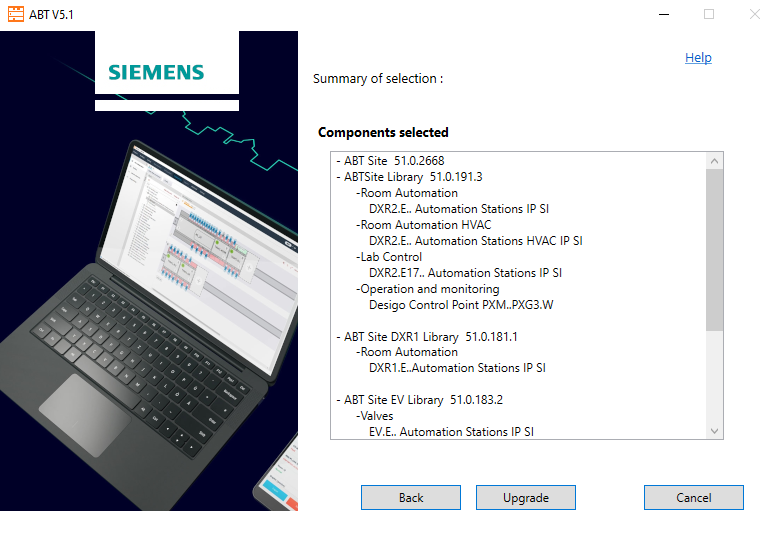 ABT V5.1
SIEMENS
Help
Summary of selection :
Components selected
- ABT Site  51.0.2668
- ABTSite Library  51.0.191.3
-Room Automation
DXR2.E.. Automation Stations IP SI
-Room Automation HVAC
DXR2.E.. Automation Stations HVAC IP SI
-Lab Control
DXR2.E17.. Automation Stations IP SI
-Operation and monitoring
Desigo Control Point PXM..PXG3.W
- ABT Site DXR1 Library  51.0.181.1
-Room Automation
DXR1.E..Automation Stations IP SI
- ABT Site EV Library  51.0.183.2
-Valves
EV.E.. Automation Stations IP SI
Back
Upgrade
Cancel